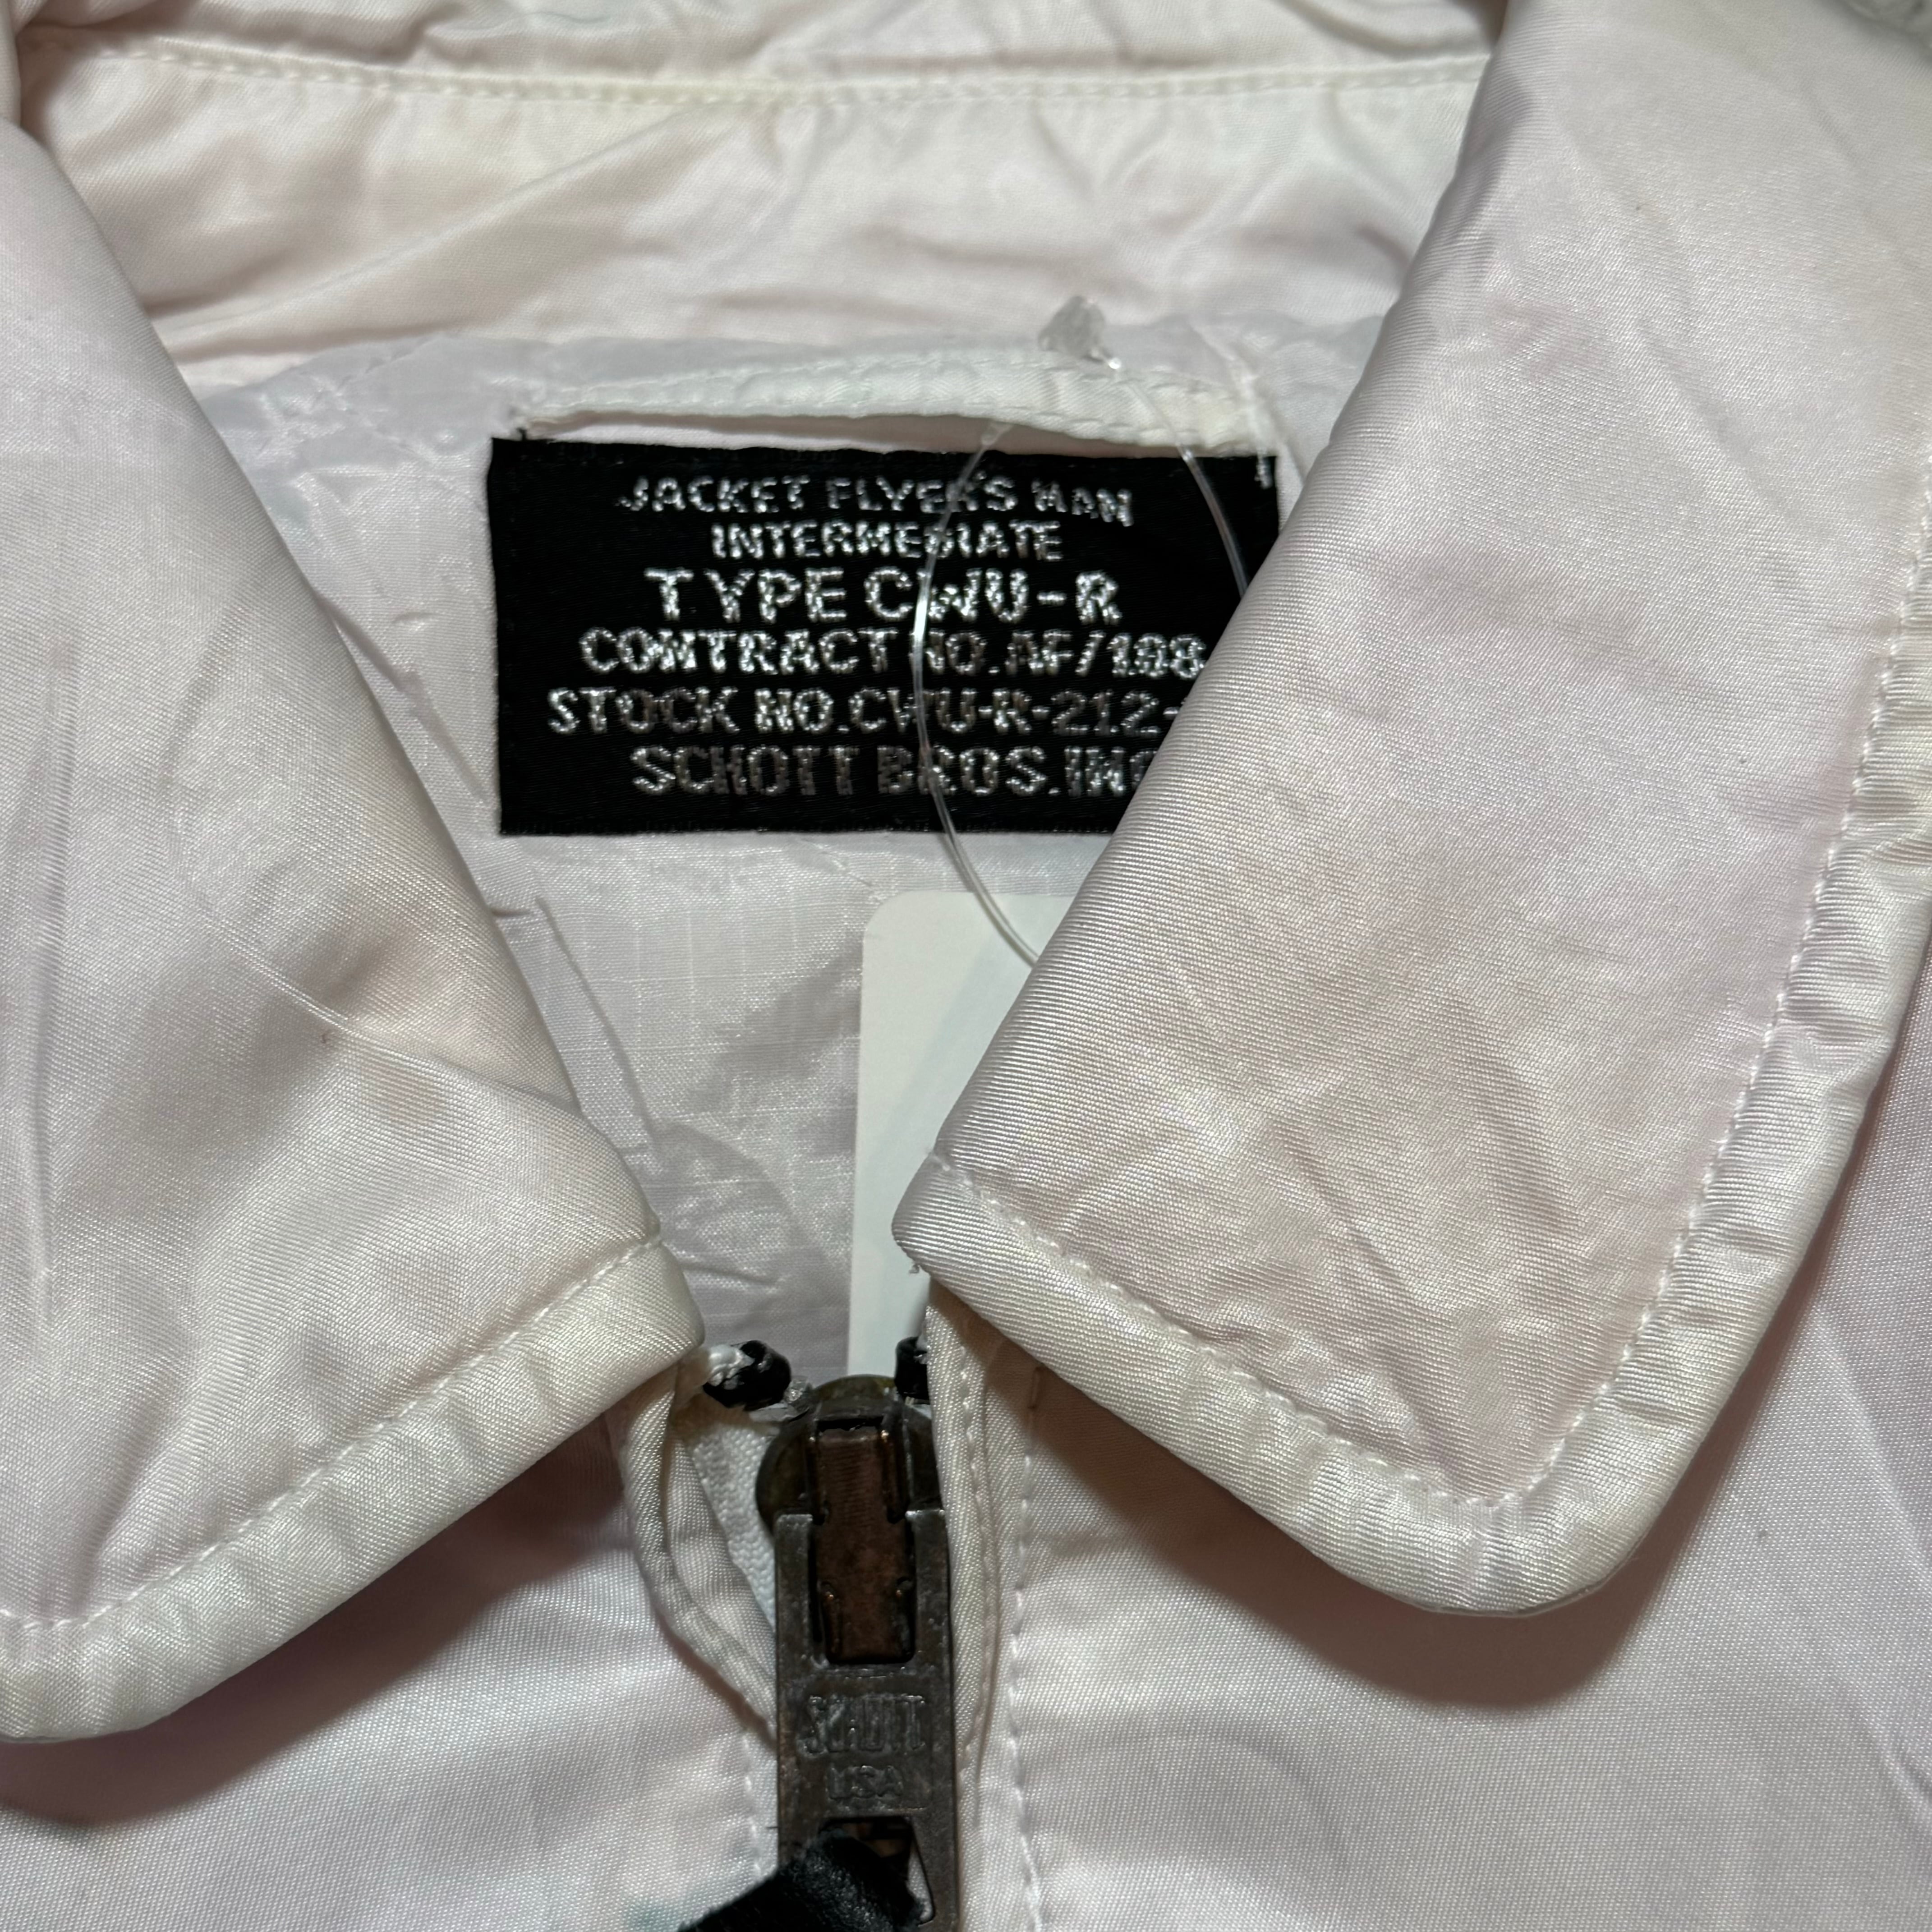 JACKET FLYER'S MAN
INTERMEDIATE
TYPE CWU-R
CONTRACT NO.AF/188
STOCK NO.CWU-R-212-
SCHOTT BROS.INC
SCHOTT
USA